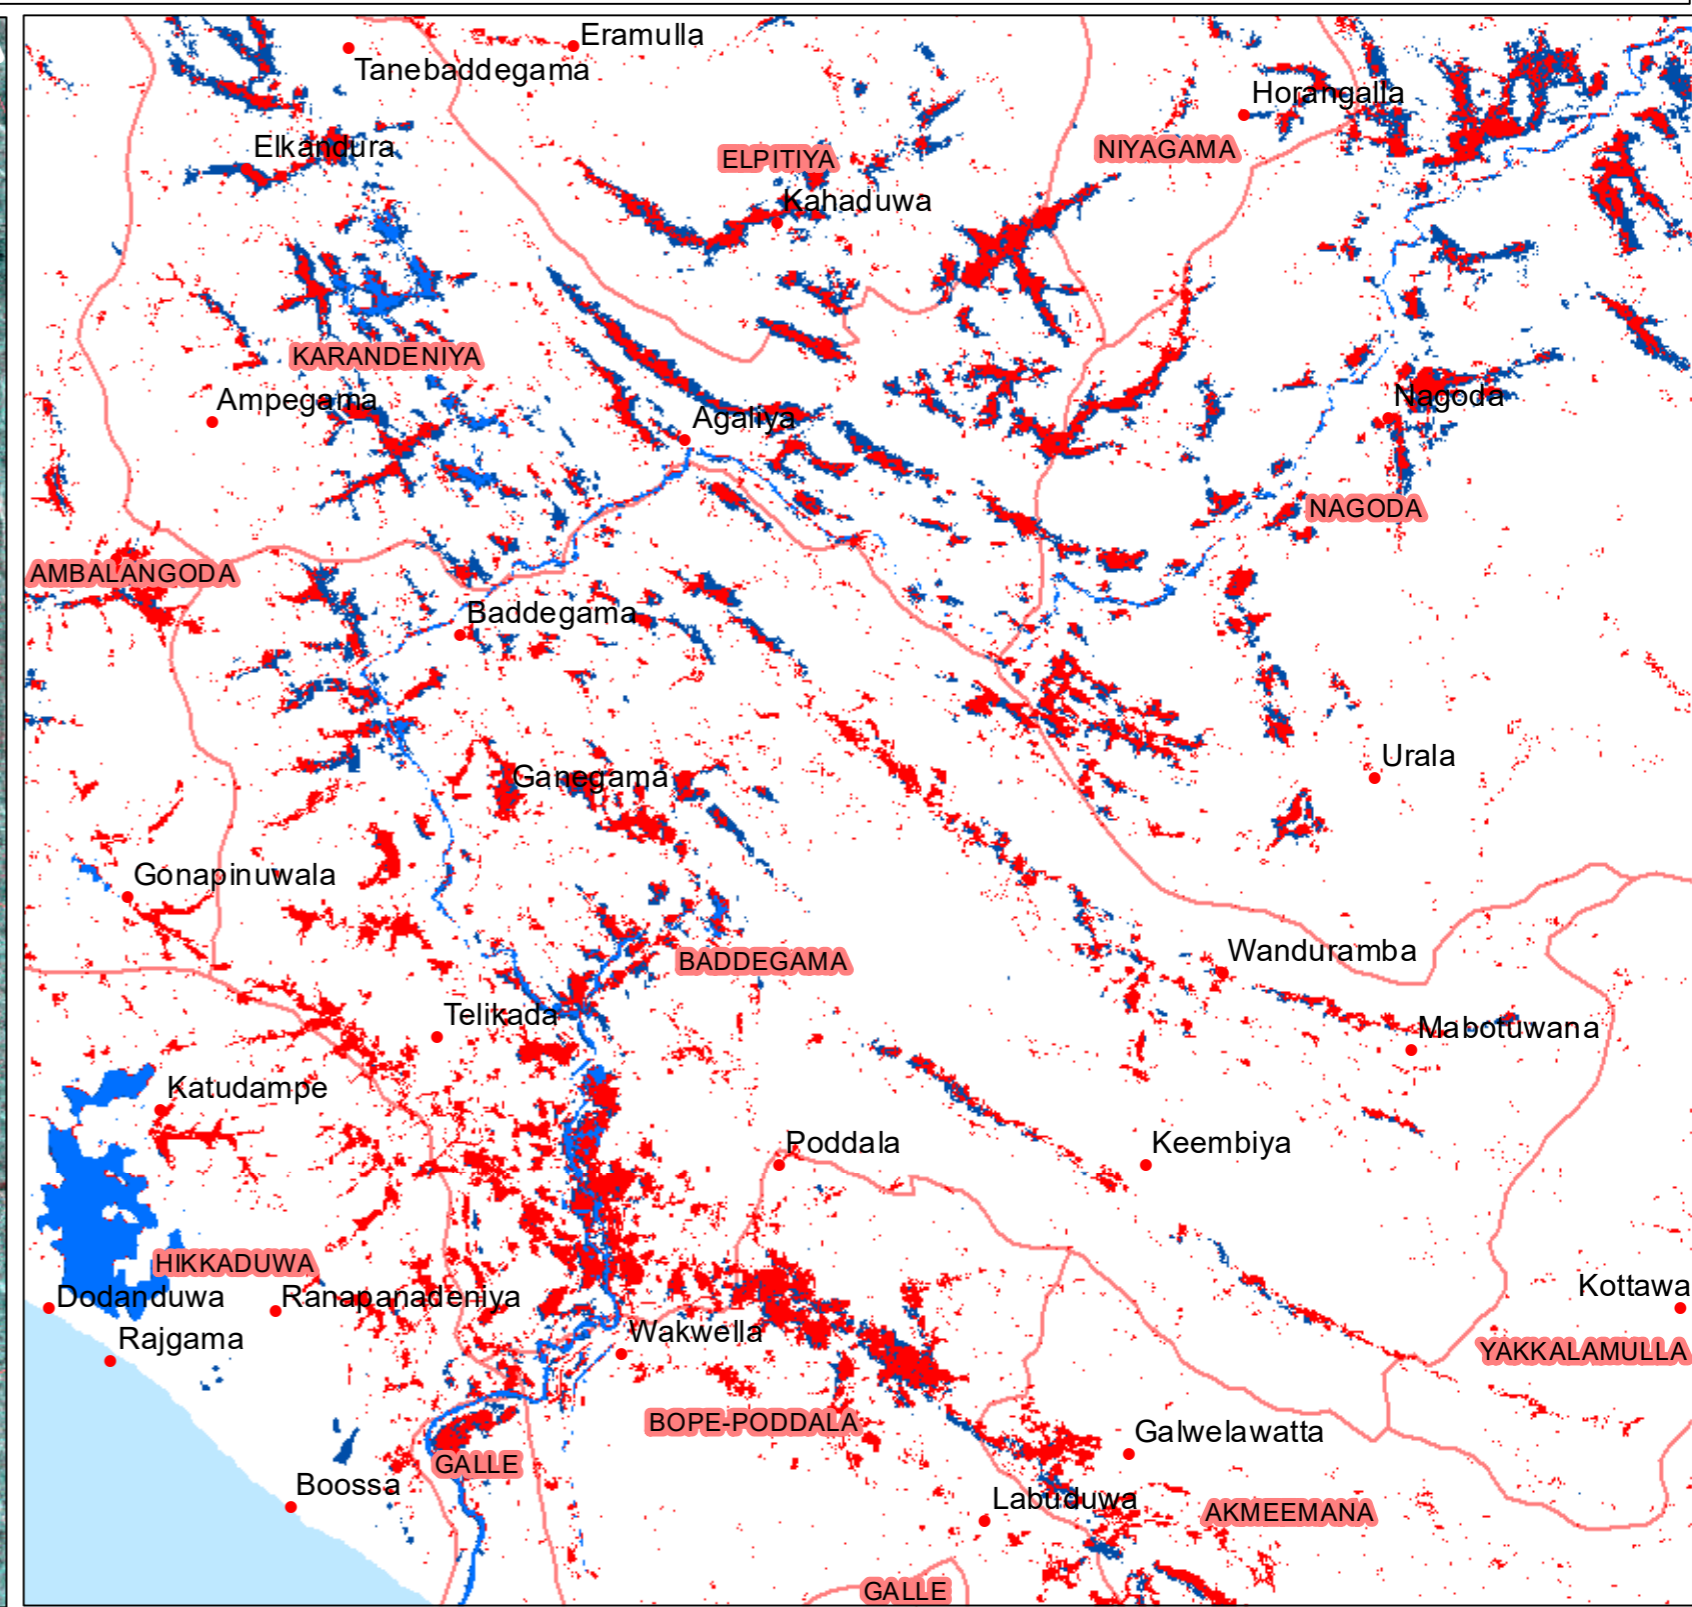 Eramulla
Tanebaddegama
Horangalla
Elkandura
ELPITIYA
NIYAGAMA
Kahaduwa
KARANDENIYA
Ampegama
Nagoda
Agaliya
NAGODA
AMBALANGODA
Baddegama
Urala
Ganegama
Gonapinuwala
Wanduramba
BADDEGAMA
Telikada
Mabotuwana
Katudampe
Poddala
Keembiya
HIKKADUWA
Kottawa
Dodanduwa
Ranapanadeniya
Rajgama
Wakwella
YAKKALAMULLA
BOPE-PODDALA
Galwelawatta
GALLE
Boossa
Labuduwa
AKMEEMANA
GALLE